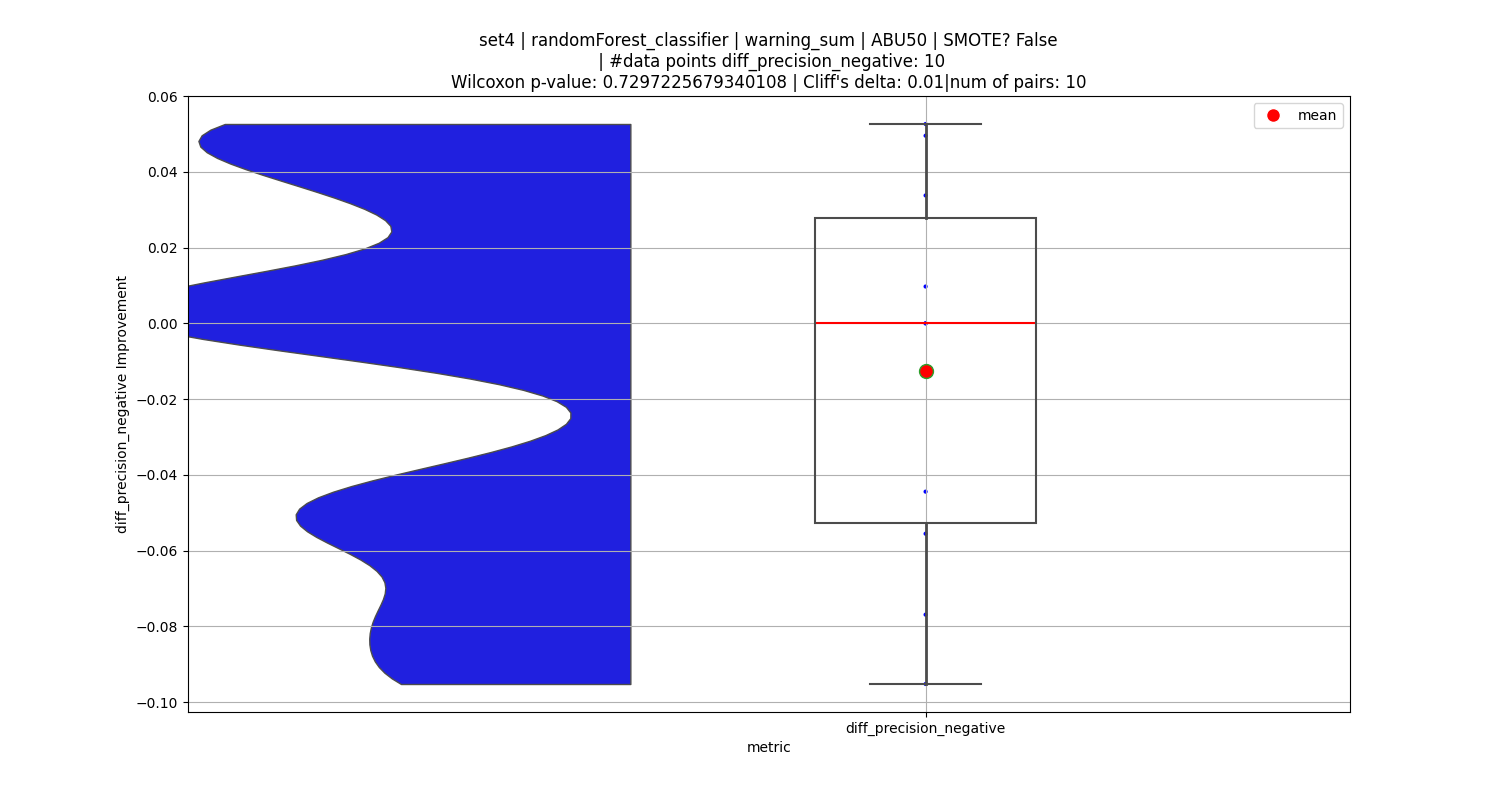 set4 | randomForest_classifier | warning_sum | ABU50 | SMOTE? False
| #data points diff_precision_negative: 10
Wilcoxon p-value: 0.7297225679340108 | Cliff's delta: 0.01|num of pairs: 10
mean
0.06
0.04
0.02
0.00
−0.02
−0.04
−0.06
−0.08
−0.10
diff_precision_negative Improvement
diff_precision_negative
metric